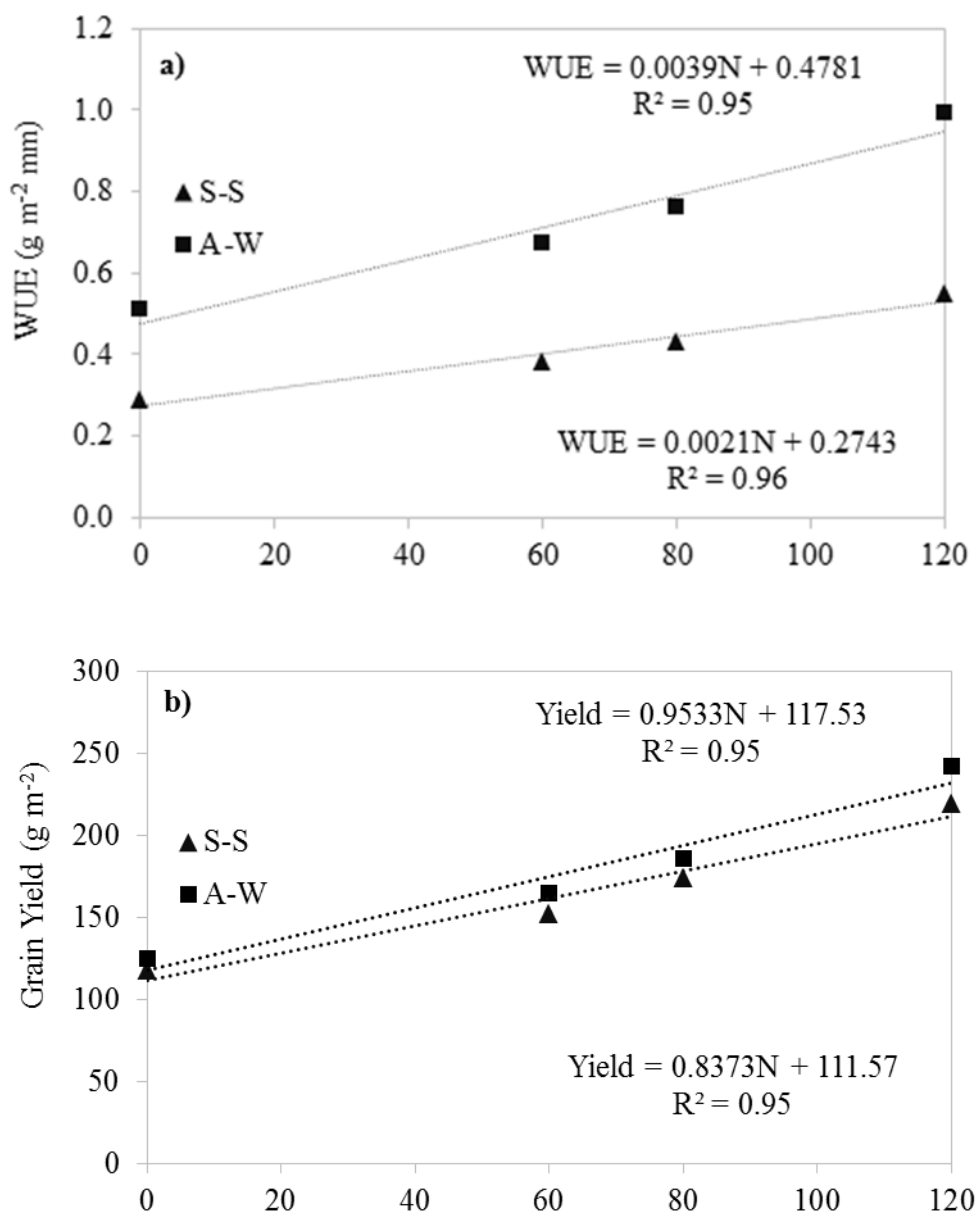 a)
WUE = 0.0039N + 0.4781
R² = 0.95
S-S
A-W
WUE = 0.0021N + 0.2743
R² = 0.96
WUE (g m⁻² mm)
1.2
1.0
0.8
0.6
0.4
0.2
0.0
0 20 40 60 80 100 120
b)
Yield = 0.9533N + 117.53
R² = 0.95
S-S
A-W
Yield = 0.8373N + 111.57
R² = 0.95
Grain Yield (g m⁻²)
300
250
200
150
100
50
0
0 20 40 60 80 100 120